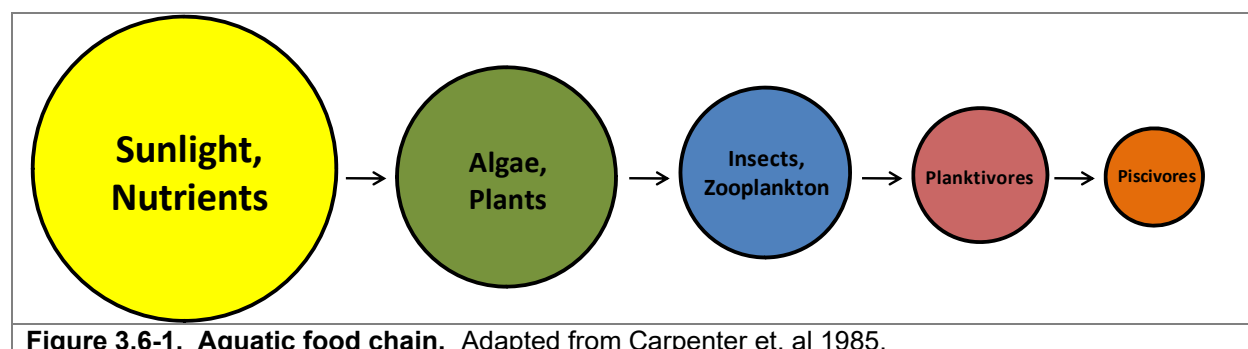 Sunlight,
Nutrients
Algae,
Plants
Insects,
Zooplankton
Planktivores
Piscivores
Figure 3.6-1. Aquatic food chain. Adapted from Carpenter et. al 1985.